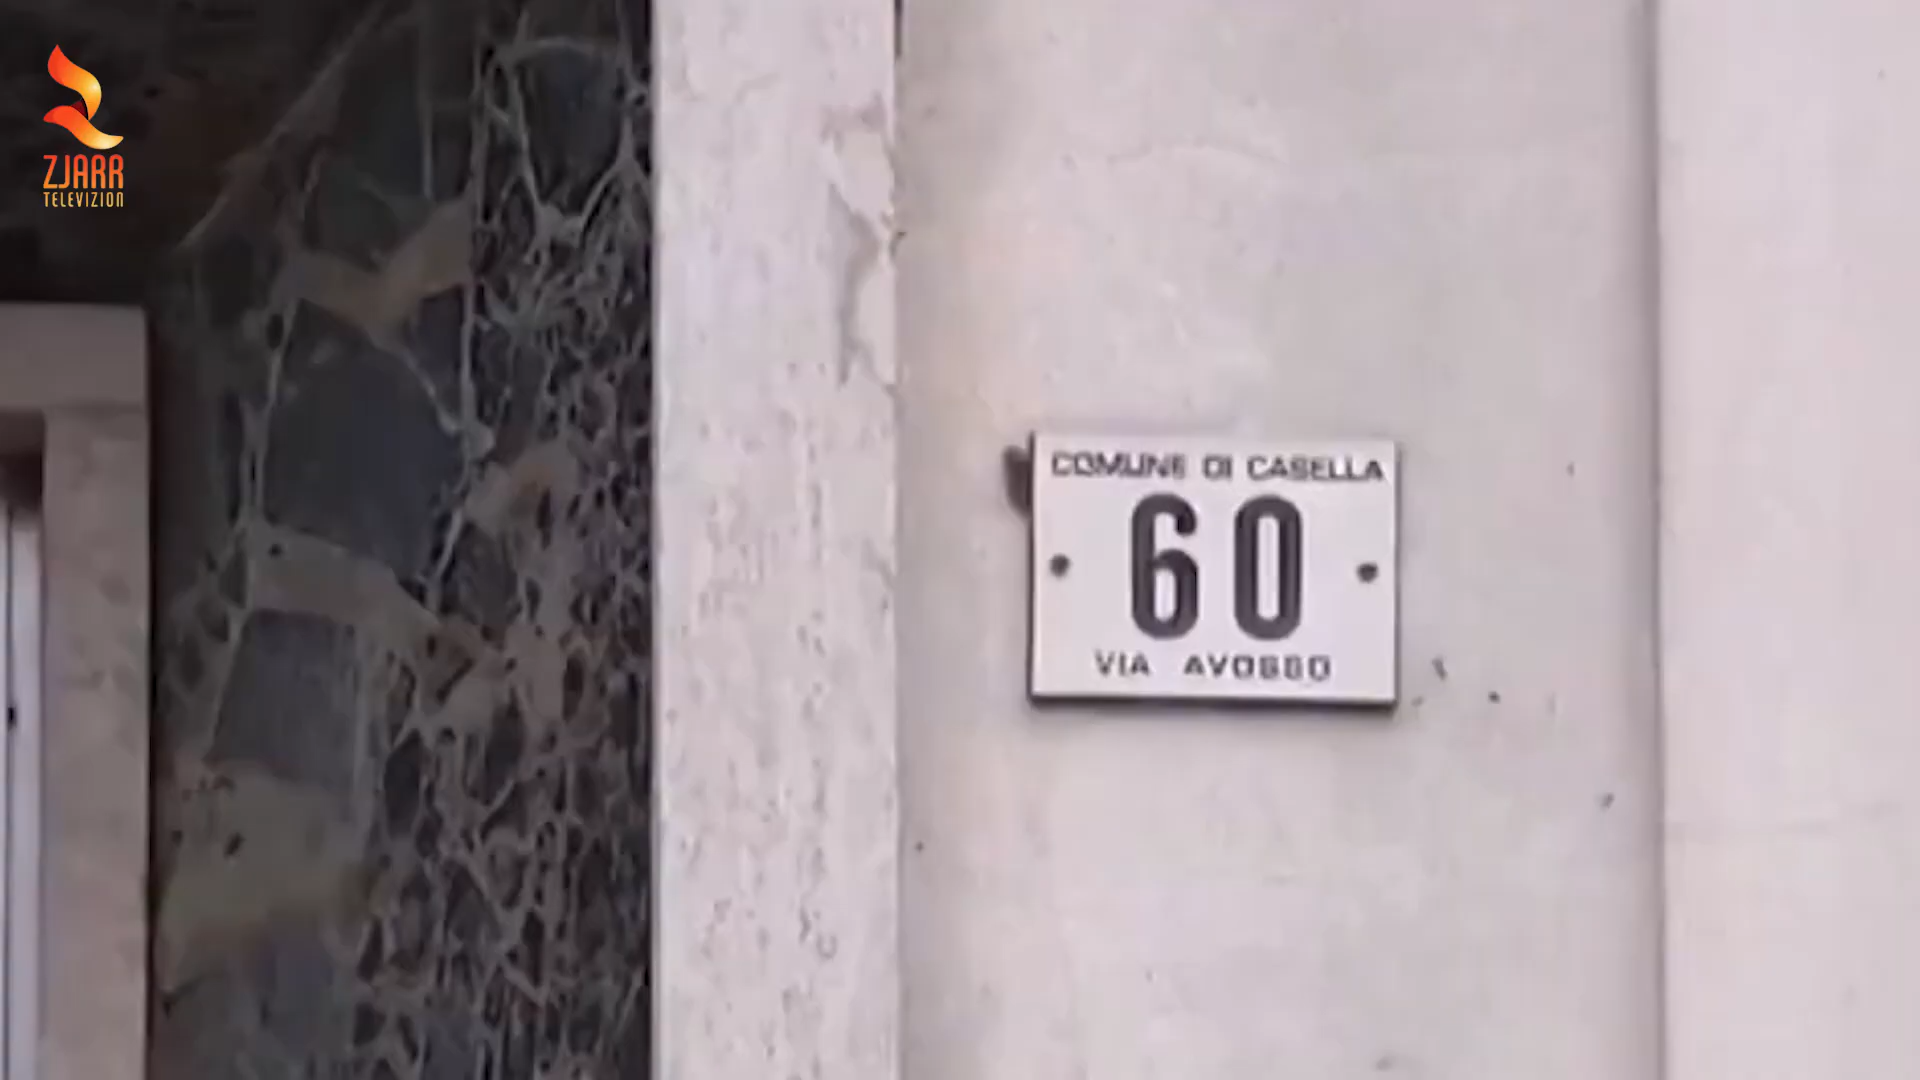 ZJARR
TELEVIZION
COMUNE DI CASELLA
60
VIA AVOSSO